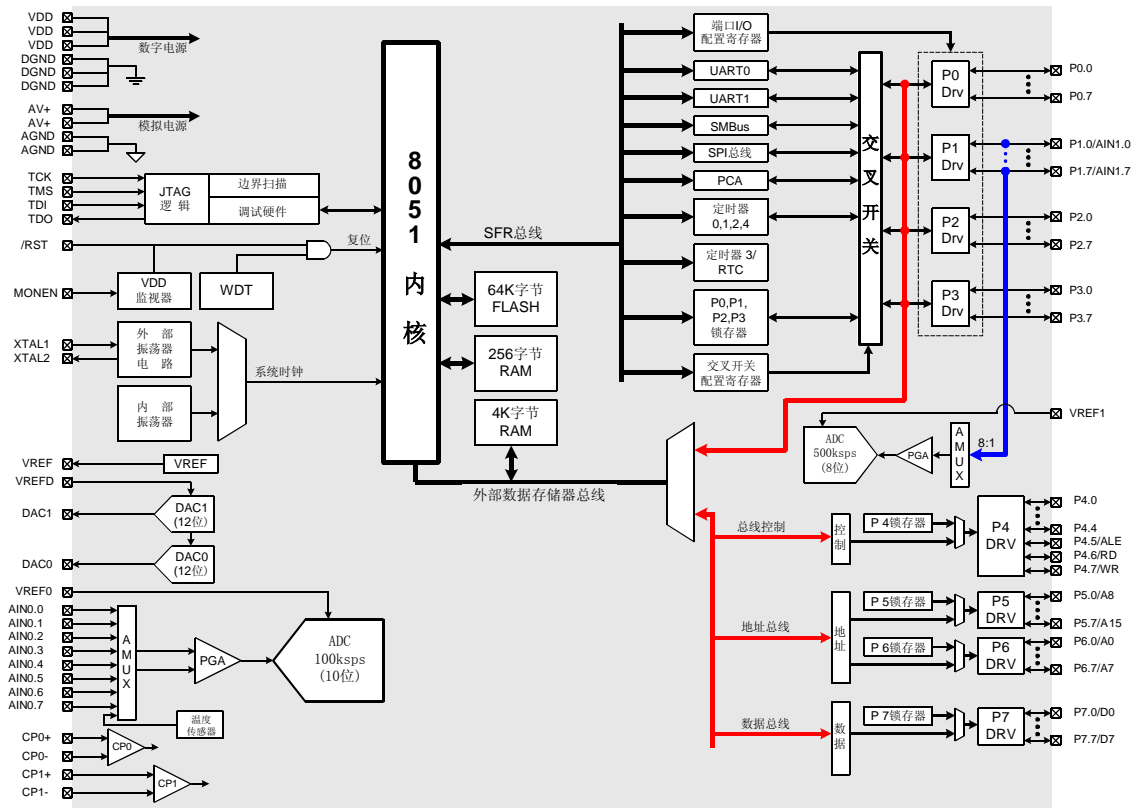 VDD
VDD
VDD
数字电源
DGND
DGND
DGND
AV+
AV+
模拟电源
AGND
AGND
TCK
TMS
TDI
TDO
JTAG
逻 辑
边界扫描
调试硬件
/RST
复位
MONEN
VDD
监视器
WDT
XTAL1
XTAL2
外 部
振荡器
电 路
系统时钟
内 部
振荡器
VREF
VREF
VREFD
DAC1
DAC1
(12位)
DAC0
DAC0
(12位)
VREF0
AIN0.0
AIN0.1
AIN0.2
AIN0.3
AIN0.4
AIN0.5
AIN0.6
AIN0.7
AMUX
PGA
ADC
100ksps
(10位)
温度
传感器
CP0+
CP0-
CP0
CP1+
CP1-
CP1
8051内核
SFR总线
64K字节
FLASH
256字节
RAM
4K字节
RAM
外部数据存储器总线
端口I/O
配置寄存器
UART0
UART1
SMBus
SPI总线
PCA
定时器
0,1,2,4
定时器 3/
RTC
P0,P1,
P2,P3
锁存器
交叉开关
配置寄存器
交叉开关
P0
Drv
P1
Drv
P2
Drv
P3
Drv
P0.0
P0.7
P1.0/AIN1.0
P1.7/AIN1.7
P2.0
P2.7
P3.0
P3.7
VREF1
ADC
500ksps
(8位)
PGA
AMUX
8:1
总线控制
控制
P 4锁存器
P4
DRV
P4.0
P4.4
P4.5/ALE
P4.6/RD
P4.7/WR
地址总线
地址
P 5锁存器
P5
DRV
P5.0/A8
P5.7/A15
P 6锁存器
P6
DRV
P6.0/A0
P6.7/A7
数据总线
数据
P 7锁存器
P7
DRV
P7.0/D0
P7.7/D7